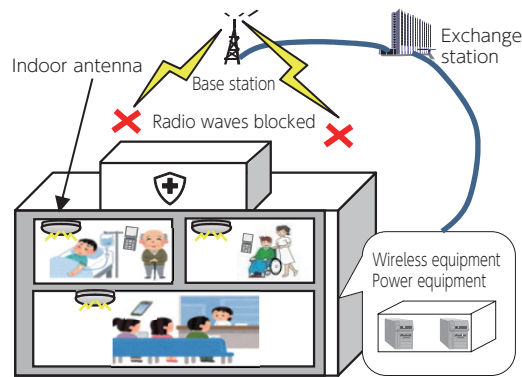 Exchange
station
Indoor antenna
Base station
Radio waves blocked
Wireless equipment
Power equipment